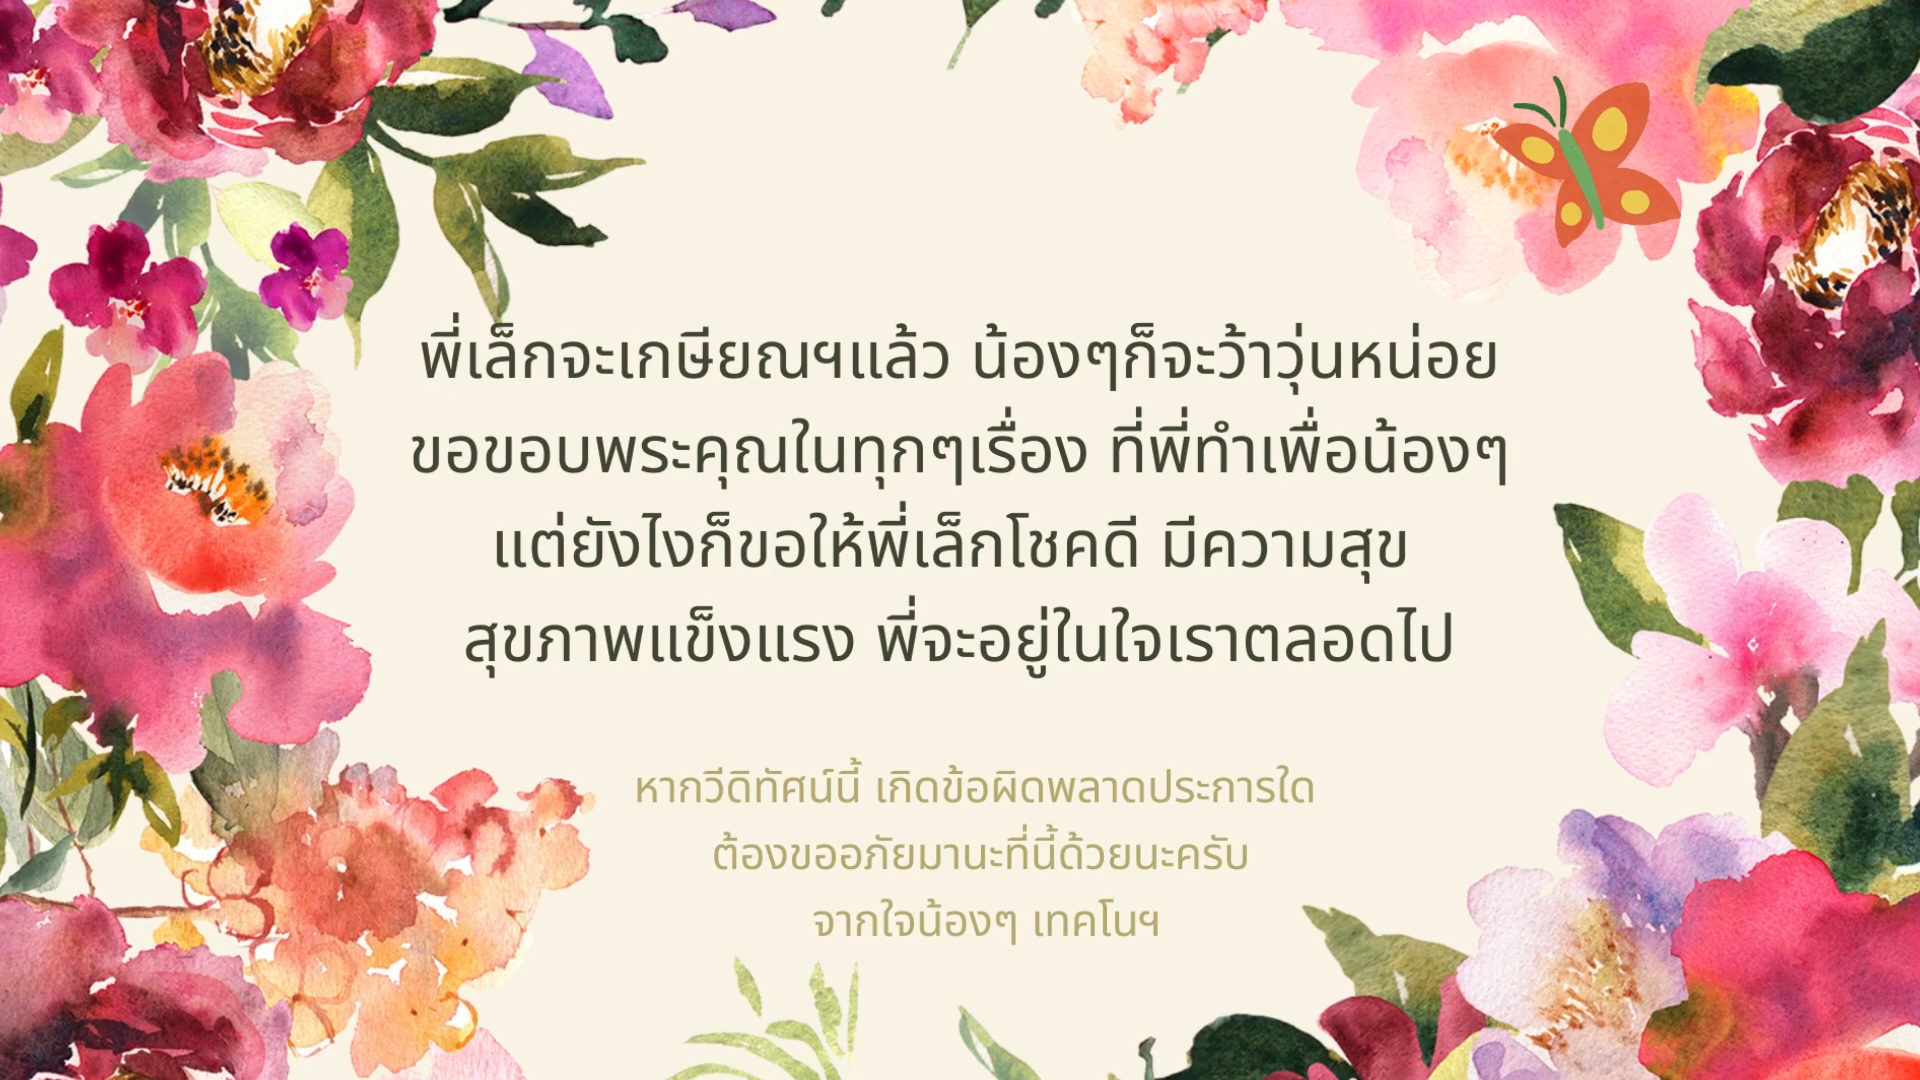 พี่เล็กจะเกษียณฯแล้ว น้องๆก็จะว้าวุ่นหน่อย
ขอขอบพระคุณในทุกๆเรื่อง ที่พี่ทำเพื่อน้องๆ
แต่ยังไงก็ขอให้พี่เล็กโชคดี มีความสุข
สุขภาพแข็งแรง พี่จะอยู่ในใจเราตลอดไป
หากวีดิทัศน์นี้ เกิดข้อผิดพลาดประการใด
ต้องขออภัยมานะที่นี้ด้วยนะครับ
จากใจน้องๆ เทคโนฯ